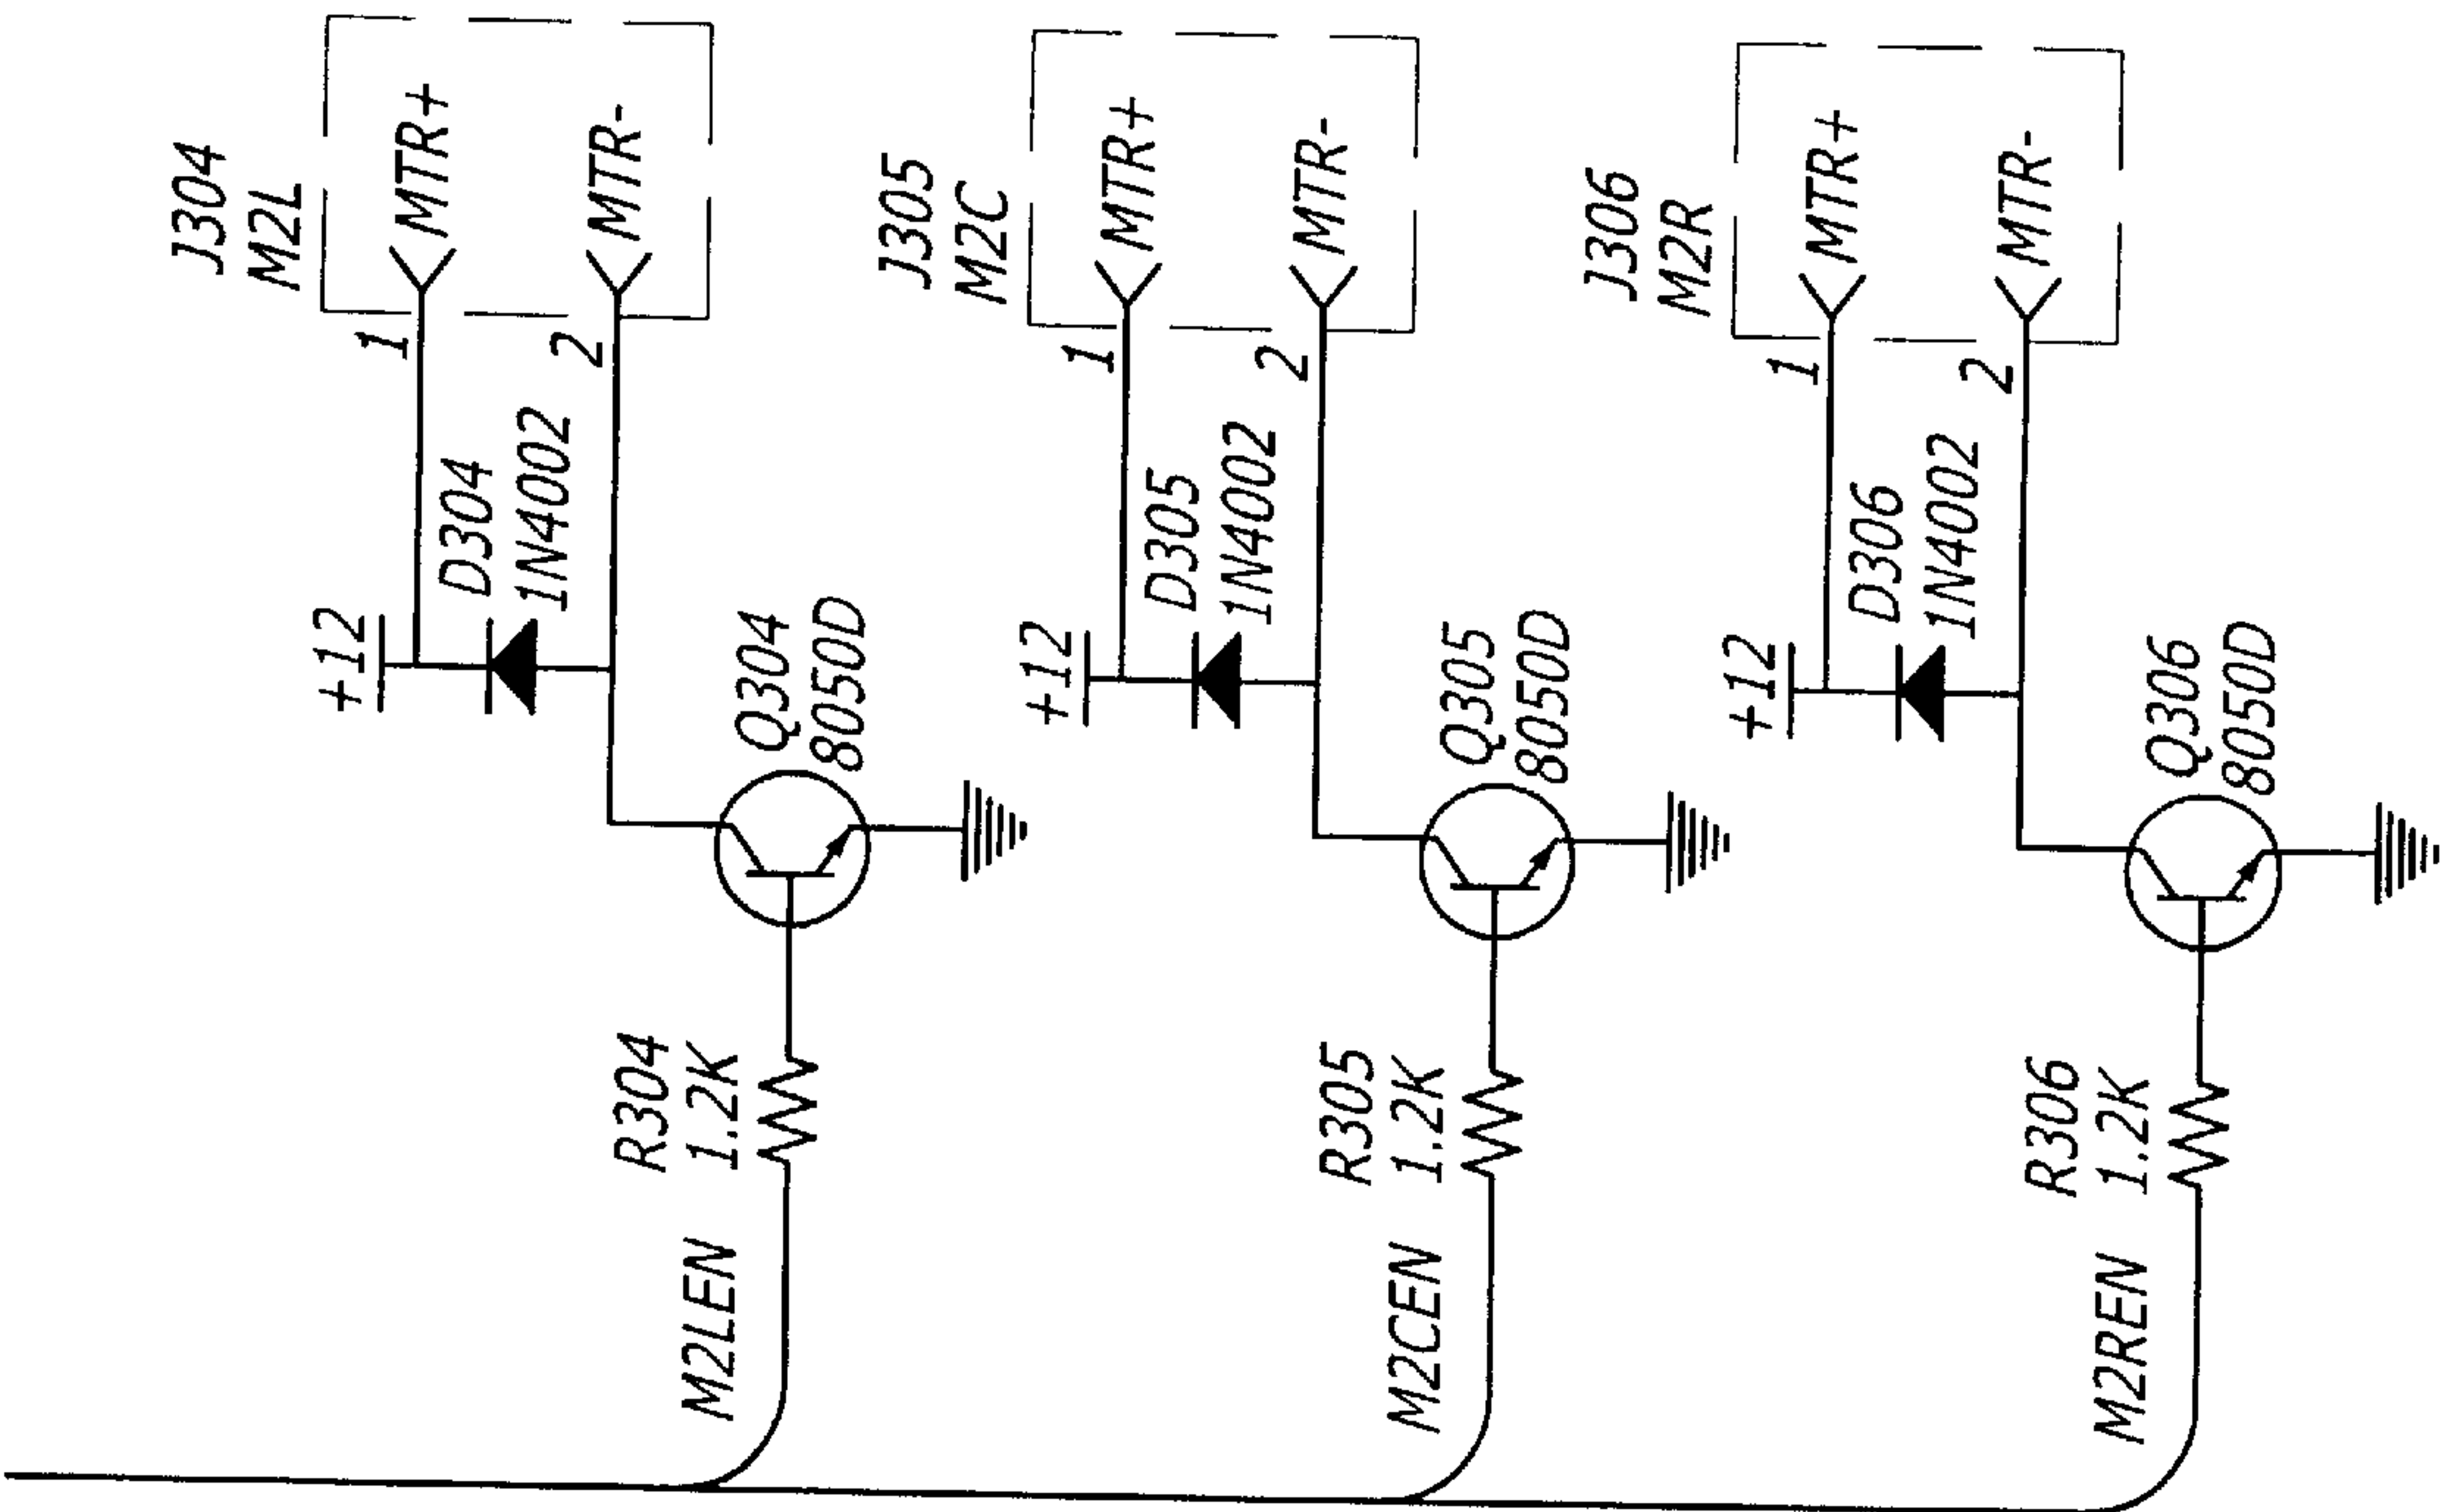 J304
M2L
MTR+
MTR-
1
2
+12
D304
1N4002
Q304
8050D
R304
1.2K
M2LEN
J305
M2C
MTR+
MTR-
1
2
+12
D305
1N4002
Q305
8050D
R305
1.2K
M2CEN
J306
M2R
MTR+
MTR-
1
2
+12
D306
1N4002
Q306
8050D
R306
1.2K
M2REN